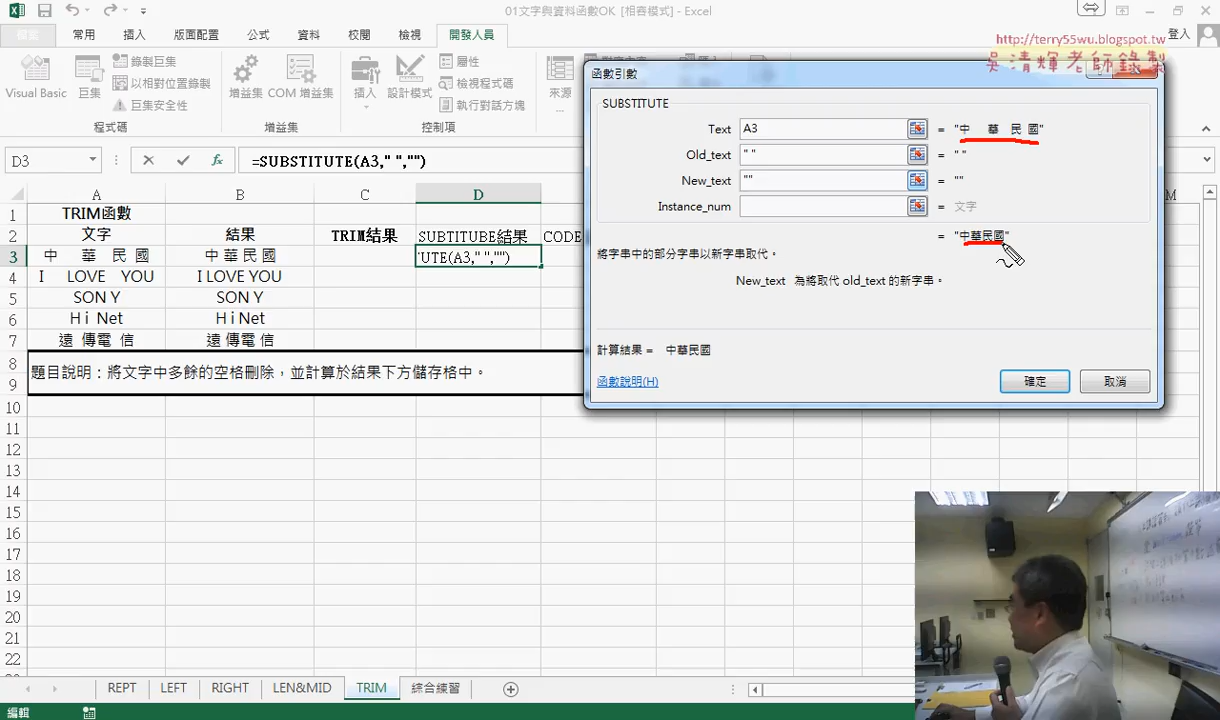 01文字與資料函數OK [相容模式] - Excel
http://terry55wu.blogspot.tw
吳清輝老師錄製
登入
檔案 常用 插入 版面配置 公式 資料 校閱 檢視 開發人員
Visual Basic 巨集 錄製巨集 以相對位置錄製 巨集安全性
增益集 COM 增益集 插入 設計模式 屬性 檢視程式碼 執行對話方塊 來源
程式碼 增益集 控制項
D3 =SUBSTITUTE(A3," ","")
函數引數
SUBSTITUTE
Text A3 = "中 華 民 國"
Old_text " " = " "
New_text "" = ""
Instance_num = 文字
= "中華民國"
將字串中的部分字串以新字串取代。
New_text 為將取代 old_text 的新字串。
計算結果 = 中華民國
函數說明(H) 確定 取消
A B C D M
1 TRIM函數
2 文字 結果 TRIM結果 SUBTITUBE結果 CODE
3 中 華 民 國 中 華 民 國 'UTE(A3," ","")
4 I LOVE YOU I LOVE YOU
5 SON Y SON Y
6 H i Net H i Net
7 遠 傳電 信 遠 傳電 信
8 題目說明：將文字中多餘的空格刪除，並計算於結果下方儲存格中。
9
10
11
12
13
14
15
16
17
18
19
20
21
22
REPT LEFT RIGHT LEN&MID TRIM 綜合練習
編輯